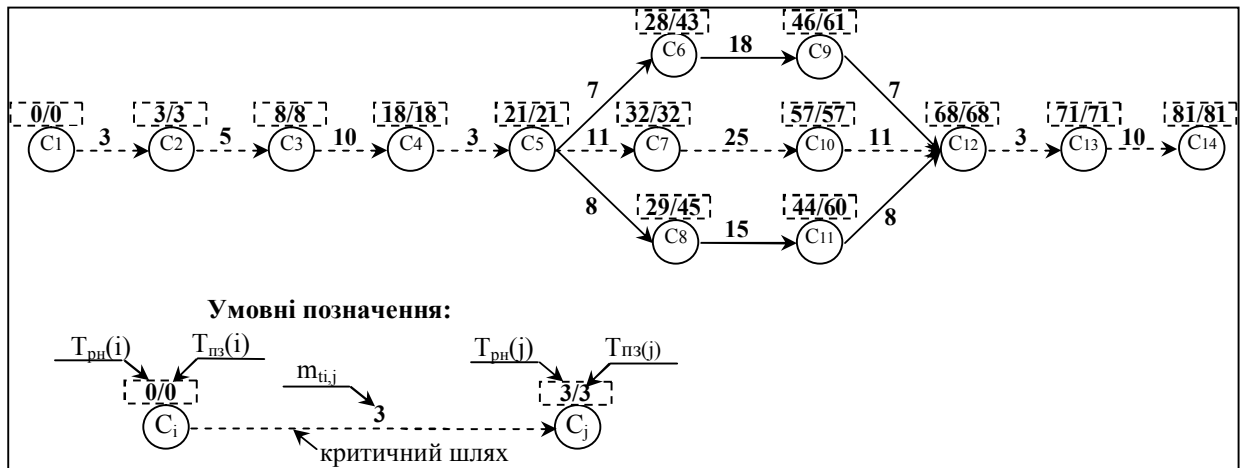 28/43 46/61
C6 18 C9
7 7
0/0 3/3 8/8 18/18 21/21 32/32 57/57 68/68 71/71 81/81
C1 3 C2 5 C3 10 C4 3 C5 11 C7 25 C10 11 C12 3 C13 10 C14
8 29/45 44/60 8
C8 15 C11
Умовні позначення:
Tрн(i) Tпз(i) Tрн(j) Tпз(j)
mti,j
0/0 3/3
Ci 3 Cj
критичний шлях